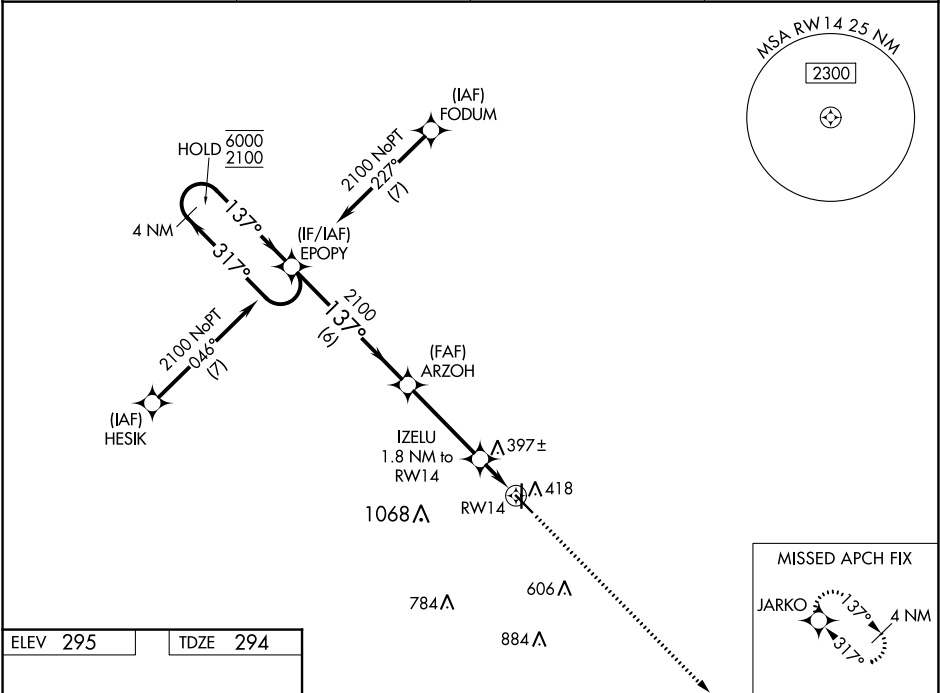 MSA RW14 25 NM
2300
(IAF)
FODUM
HOLD 6000
2100
2100 NoPT
227°
(7)
4 NM
137°
317°
(IF/IAF)
EPOPY
2100
137°
(6)
2100 NoPT
046°
(7)
(IAF)
HESIK
(FAF)
ARZOH
IZELU
1.8 NM to
RW14
397±
418
RW14
1068
784
606
884
MISSED APCH FIX
JARKO
137°
4 NM
317°
ELEV 295
TDZE 294